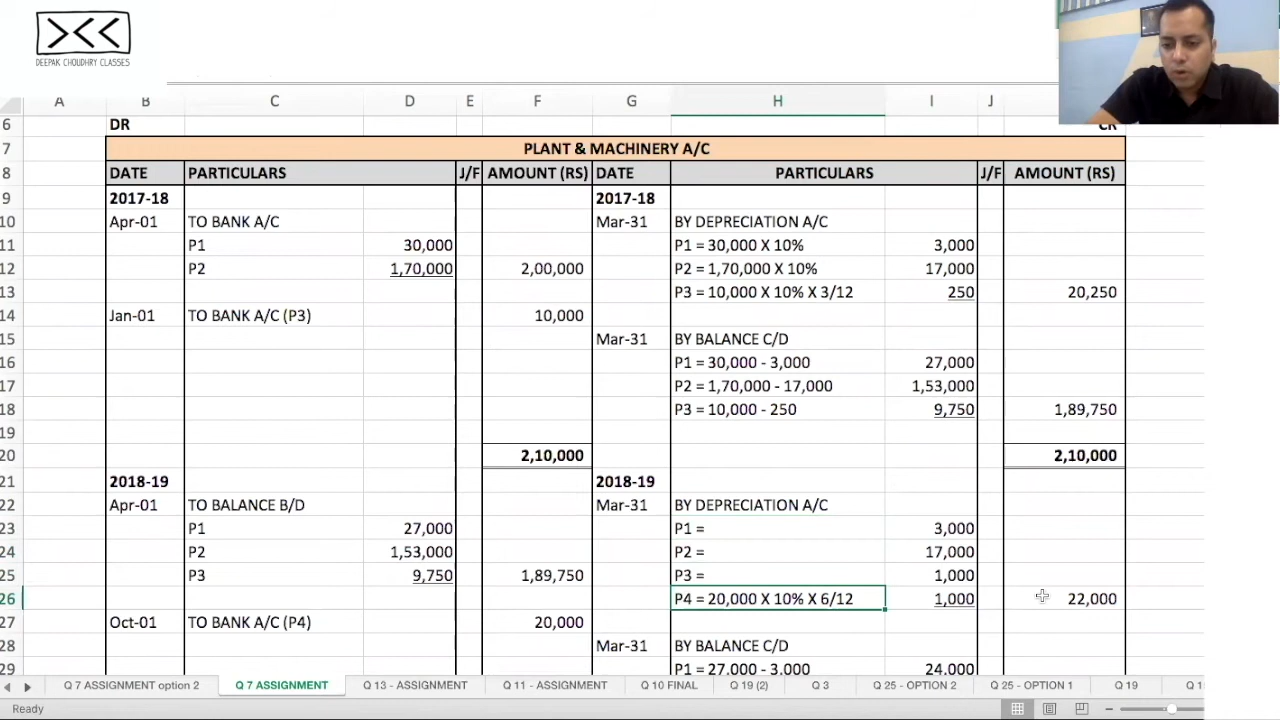 DEEPAK CHOUDHRY CLASSES
A B C D E F G H I J
6 DR CR
7 PLANT & MACHINERY A/C
8 DATE PARTICULARS J/F AMOUNT (RS) DATE PARTICULARS J/F AMOUNT (RS)
9 2017-18 2017-18
10 Apr-01 TO BANK A/C Mar-31 BY DEPRECIATION A/C
11 P1 30,000 P1 = 30,000 X 10% 3,000
12 P2 1,70,000 2,00,000 P2 = 1,70,000 X 10% 17,000
13 P3 = 10,000 X 10% X 3/12 250 20,250
14 Jan-01 TO BANK A/C (P3) 10,000
15 Mar-31 BY BALANCE C/D
16 P1 = 30,000 - 3,000 27,000
17 P2 = 1,70,000 - 17,000 1,53,000
18 P3 = 10,000 - 250 9,750 1,89,750
19
20 2,10,000 2,10,000
21 2018-19 2018-19
22 Apr-01 TO BALANCE B/D Mar-31 BY DEPRECIATION A/C
23 P1 27,000 P1 = 3,000
24 P2 1,53,000 P2 = 17,000
25 P3 9,750 1,89,750 P3 = 1,000
26 P4 = 20,000 X 10% X 6/12 1,000 22,000
27 Oct-01 TO BANK A/C (P4) 20,000
28 Mar-31 BY BALANCE C/D
29 P1 = 27,000 - 3,000 24,000
Q 7 ASSIGNMENT option 2 Q 7 ASSIGNMENT Q 13 - ASSIGNMENT Q 11 - ASSIGNMENT Q 10 FINAL Q 19 (2) Q 3 Q 25 - OPTION 2 Q 25 - OPTION 1 Q 19
Ready